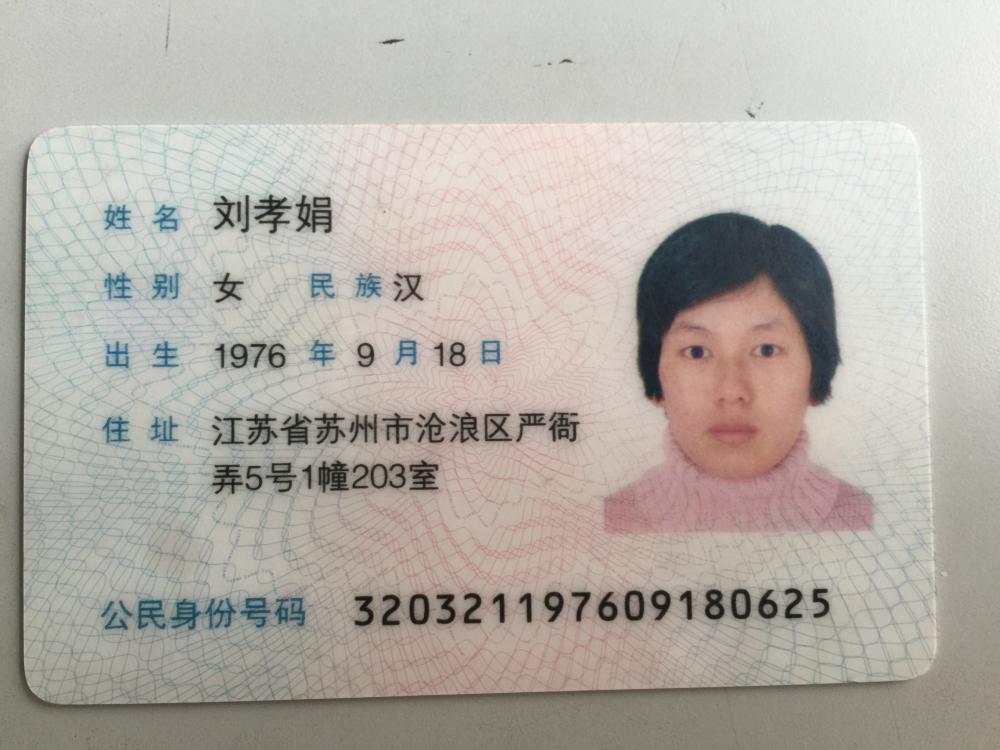 姓名 刘孝娟
性别 女 民族 汉
出生 1976 年 9 月 18 日
住址 江苏省苏州市沧浪区严衙
弄5号1幢203室
公民身份号码 320321197609180625